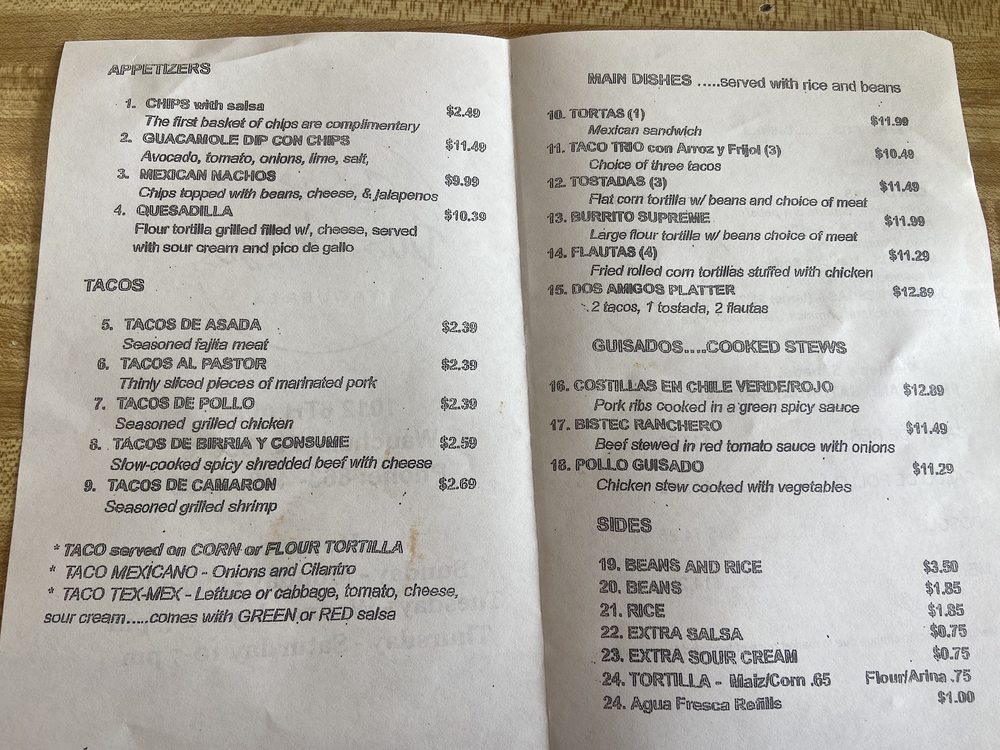 APPETIZERS
1. CHIPS with salsa $2.49
The first basket of chips are complimentary
2. GUACAMOLE DIP CON CHIPS $11.49
Avocado, tomato, onions, lime, salt,
3. MEXICAN NACHOS $9.99
Chips topped with beans, cheese, & jalapenos
4. QUESADILLA $10.39
Flour tortilla grilled filled w/, cheese, served
with sour cream and pico de gallo
TACOS
5. TACOS DE ASADA $2.39
Seasoned fajita meat
6. TACOS AL PASTOR $2.39
Thinly sliced pieces of marinated pork
7. TACOS DE POLLO $2.39
Seasoned grilled chicken
8. TACOS DE BIRRIA Y CONSUME $2.59
Slow-cooked spicy shredded beef with cheese
9. TACOS DE CAMARON $2.69
Seasoned grilled shrimp
* TACO served on CORN or FLOUR TORTILLA
* TACO MEXICANO - Onions and Cilantro
* TACO TEX-MEX - Lettuce or cabbage, tomato, cheese,
sour cream.....comes with GREEN or RED salsa
MAIN DISHES .....served with rice and beans
10. TORTAS (1) $11.99
Mexican sandwich
11. TACO TRIO con Arroz y Frijol (3) $10.49
Choice of three tacos
12. TOSTADAS (3) $11.49
Flat corn tortilla w/ beans and choice of meat
13. BURRITO SUPREME $11.99
Large flour tortilla w/ beans choice of meat
14. FLAUTAS (4) $11.29
Fried rolled corn tortillas stuffed with chicken
15. DOS AMIGOS PLATTER $12.89
2 tacos, 1 tostada, 2 flautas
GUISADOS....COOKED STEWS
16. COSTILLAS EN CHILE VERDE/ROJO $12.89
Pork ribs cooked in a green spicy sauce
17. BISTEC RANCHERO $11.49
Beef stewed in red tomato sauce with onions
18. POLLO GUISADO $11.29
Chicken stew cooked with vegetables
SIDES
19. BEANS AND RICE $3.50
20. BEANS $1.85
21. RICE $1.85
22. EXTRA SALSA $0.75
23. EXTRA SOUR CREAM $0.75
24. TORTILLA - Maiz/Corn .65 Flour/Arina .75
24. Agua Fresca Refills $1.00